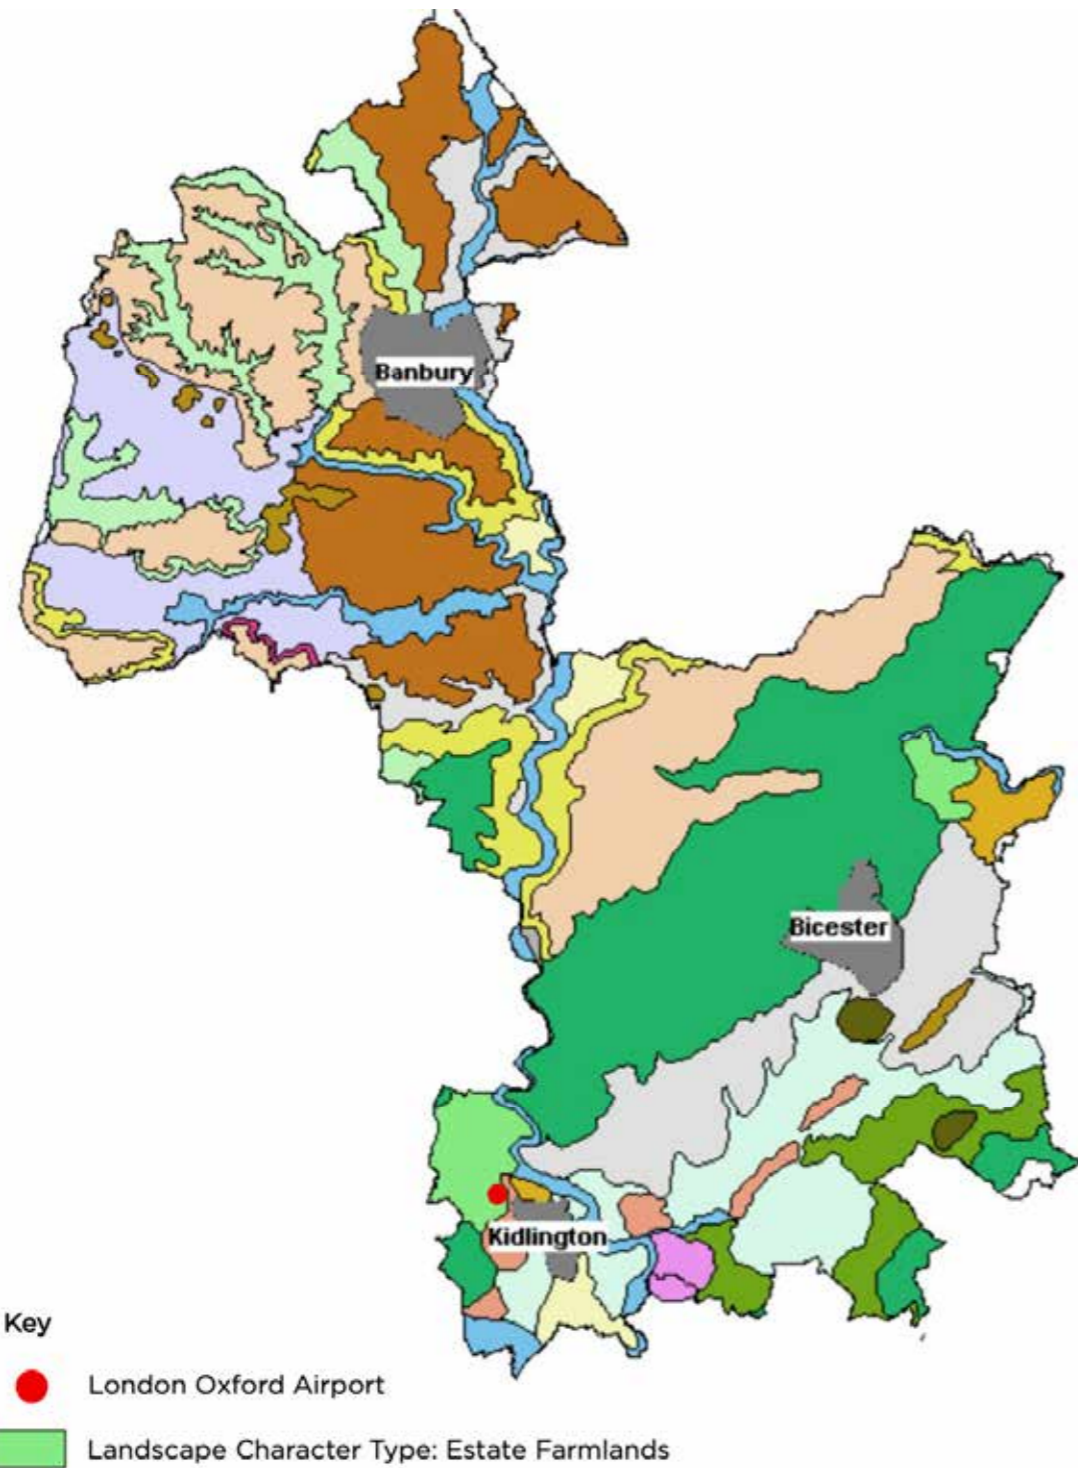 Banbury
Bicester
Kidlington
Key
London Oxford Airport
Landscape Character Type: Estate Farmlands